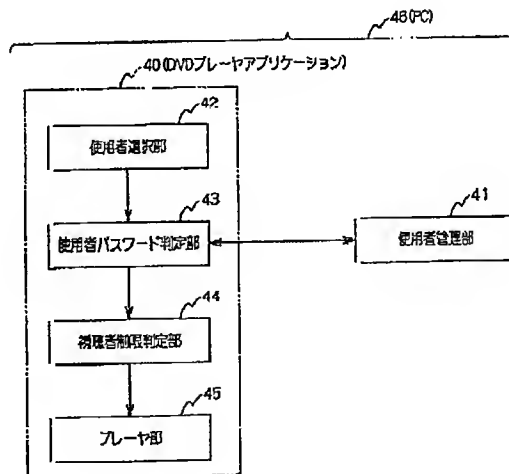 46(PC)
40(DVDプレーヤアプリケーション)
42
使用者選択部
43
使用者パスワード判定部
41
使用者管理部
44
視聴者制限判定部
45
プレーヤ部